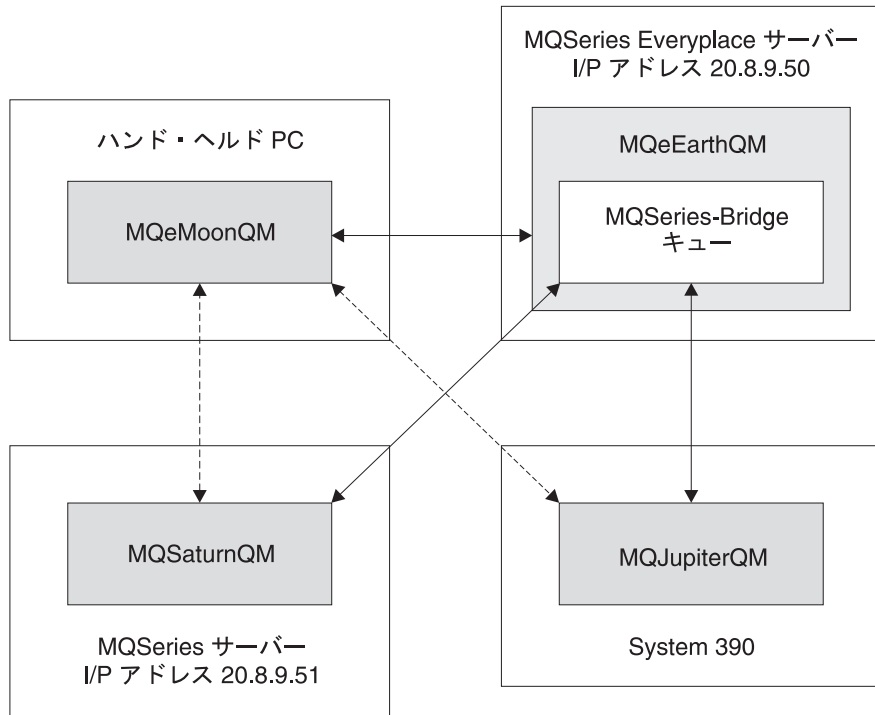 MQSeries Everyplace サーバー
I/P アドレス 20.8.9.50
ハンド・ヘルド PC
MQeEarthQM
MQeMoonQM
MQSeries-Bridge
キュー
MQSaturnQM
MQJupiterQM
MQSeries サーバー
I/P アドレス 20.8.9.51
System 390